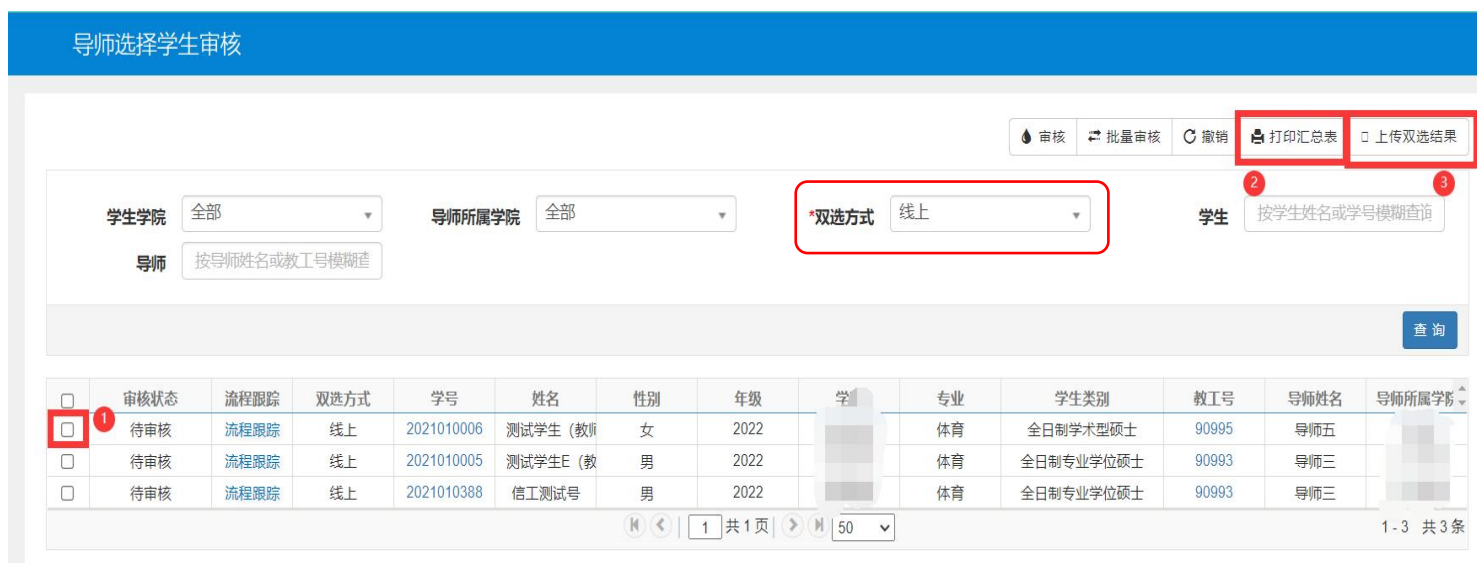 导师选择学生审核
审核 批量审核 撤销 打印汇总表 上传双选结果
2 3
学生学院 全部 导师所属学院 全部 *双选方式 线上 学生 按学生姓名或学号模糊查询
导师 按导师姓名或教工号模糊查
查 询
审核状态 流程跟踪 双选方式 学号 姓名 性别 年级 学 专业 学生类别 教工号 导师姓名 导师所属学院
1
待审核 流程跟踪 线上 2021010006 测试学生（教师 女 2022 体育 全日制学术型硕士 90995 导师五
待审核 流程跟踪 线上 2021010005 测试学生E（教 男 2022 体育 全日制专业学位硕士 90993 导师三
待审核 流程跟踪 线上 2021010388 信工测试号 男 2022 体育 全日制专业学位硕士 90993 导师三
1 共1页 50 1-3 共3条